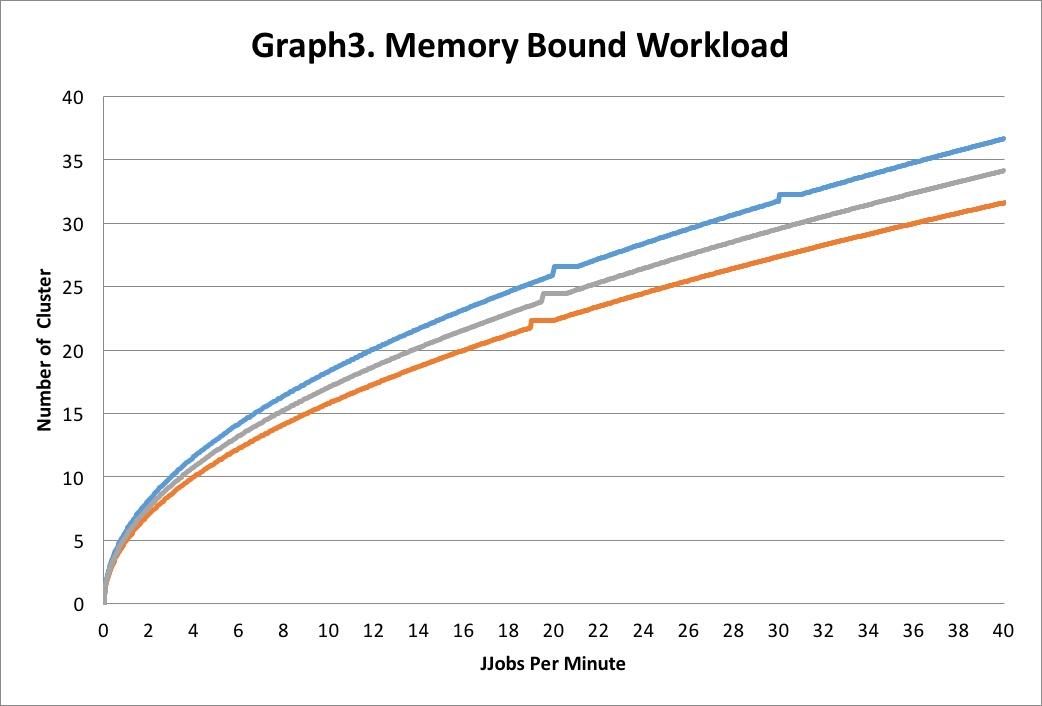 Graph3. Memory Bound Workload
40
35
30
25
20
15
10
5
0
Number of Cluster
0 2 4 6 8 10 12 14 16 18 20 22 24 26 28 30 32 34 36 38 40
JJobs Per Minute